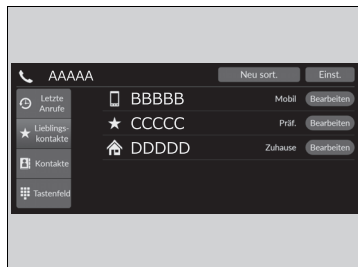 AAAAA
Neu sort.
Einst.
Letzte
Anrufe
BBBBB
Mobil
Bearbeiten
Lieblings-
kontakte
CCCCC
Präf.
Bearbeiten
Kontakte
DDDDD
Zuhause
Bearbeiten
Tastenfeld